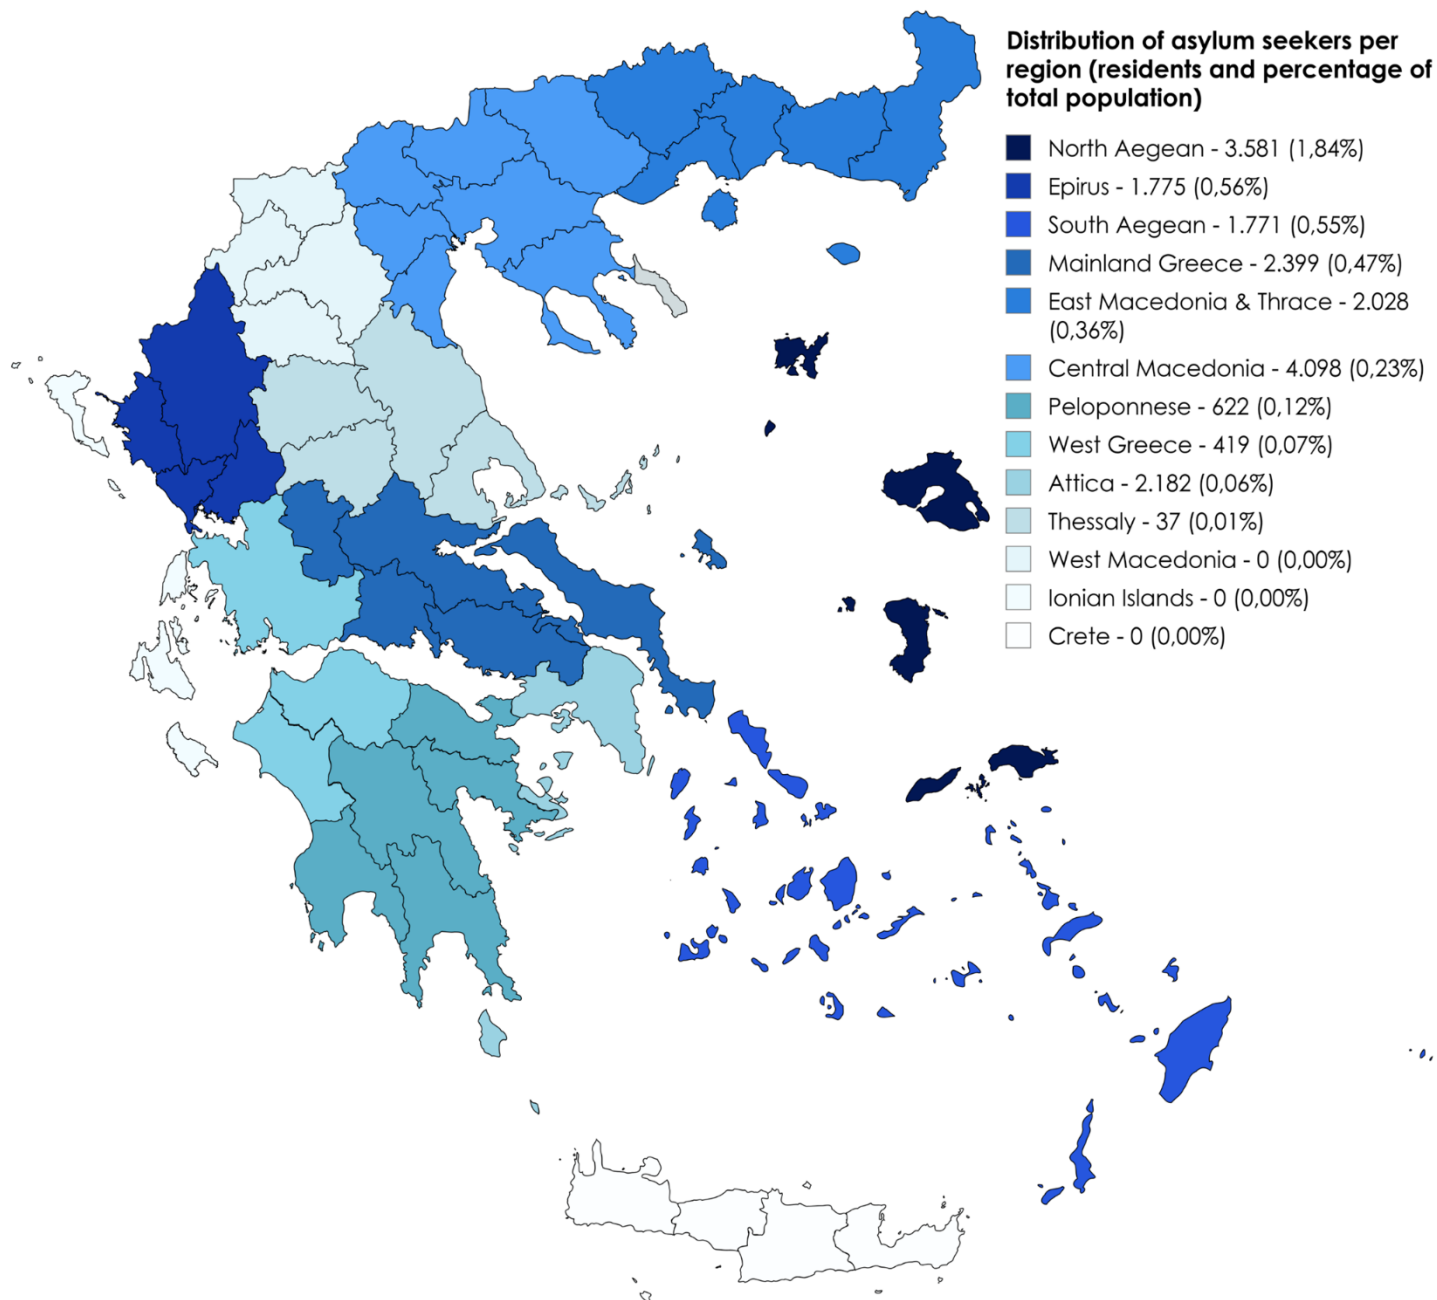 Distribution of asylum seekers per
region (residents and percentage of
total population)
North Aegean - 3.581 (1,84%)
Epirus - 1.775 (0,56%)
South Aegean - 1.771 (0,55%)
Mainland Greece - 2.399 (0,47%)
East Macedonia & Thrace - 2.028
(0,36%)
Central Macedonia - 4.098 (0,23%)
Peloponnese - 622 (0,12%)
West Greece - 419 (0,07%)
Attica - 2.182 (0,06%)
Thessaly - 37 (0,01%)
West Macedonia - 0 (0,00%)
Ionian Islands - 0 (0,00%)
Crete - 0 (0,00%)